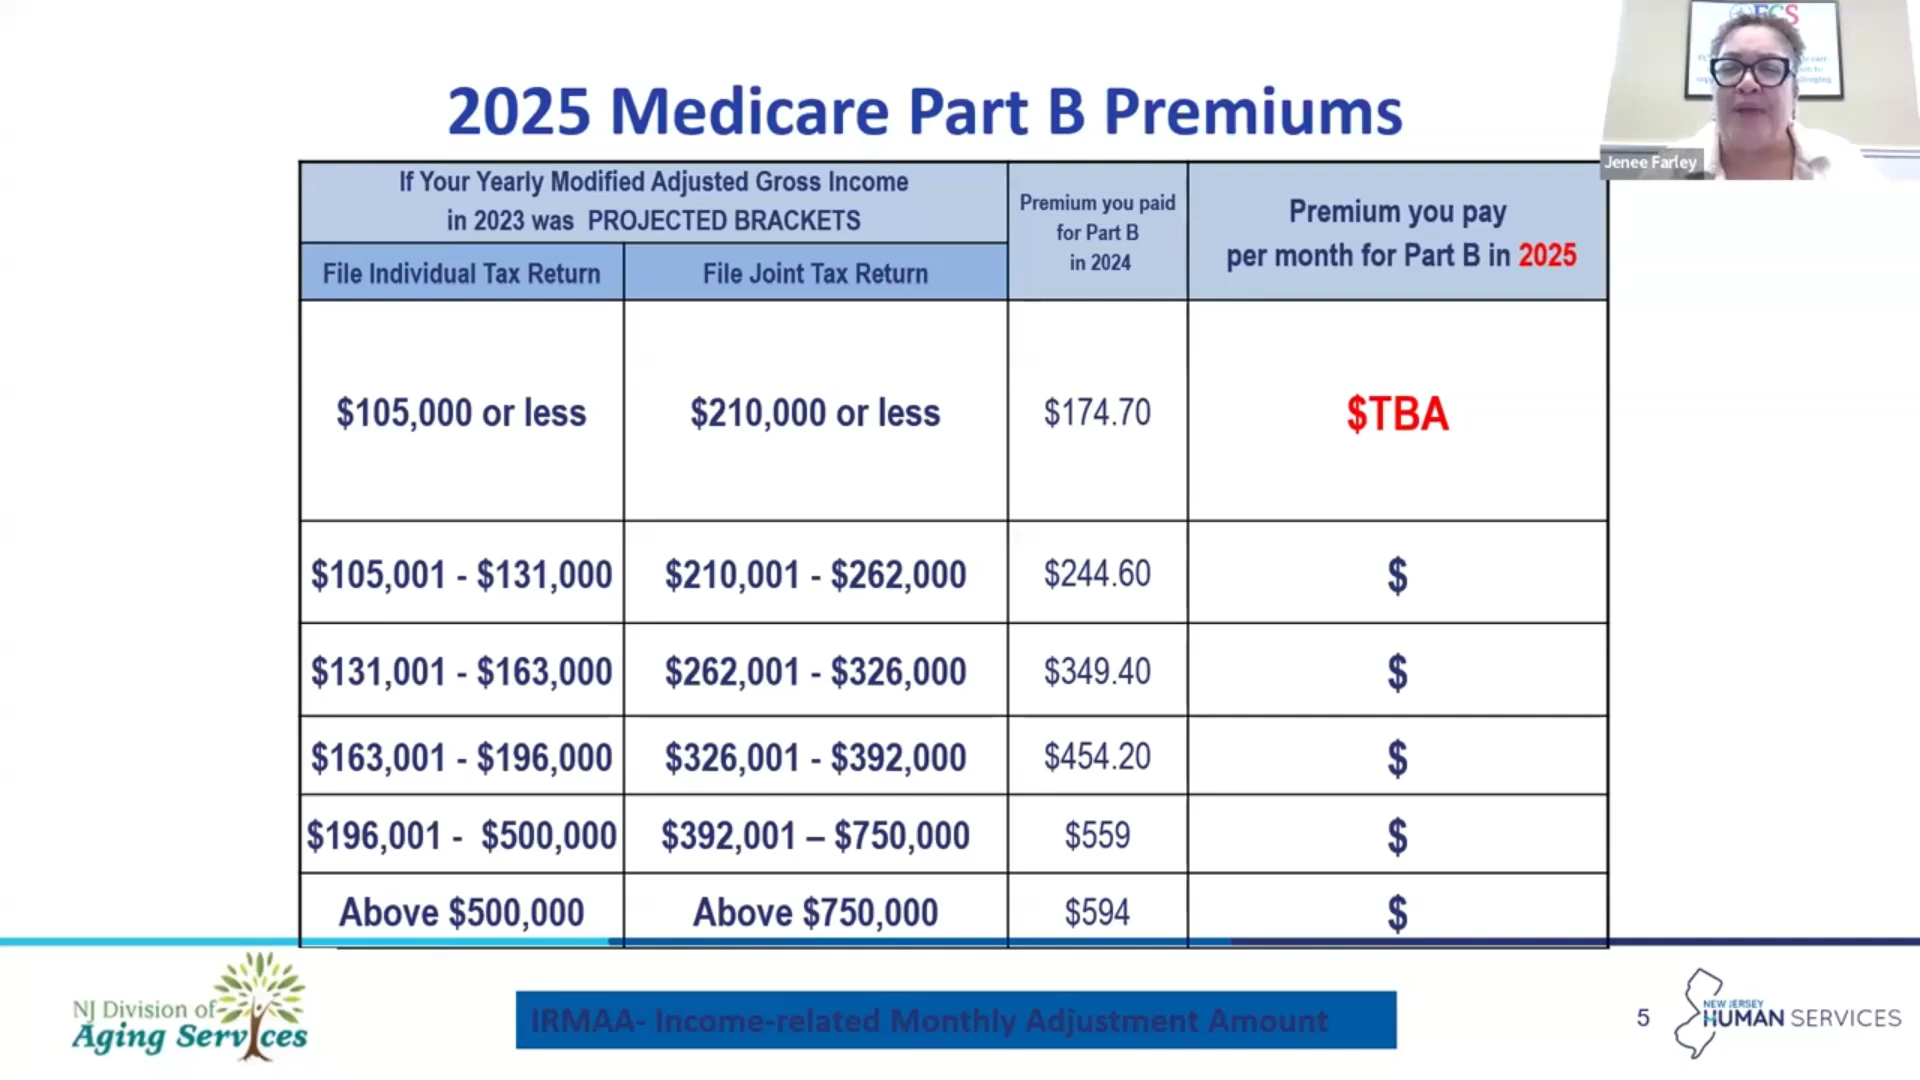 FCS
Jenee Farley
2025 Medicare Part B Premiums
If Your Yearly Modified Adjusted Gross Income
in 2023 was PROJECTED BRACKETS
Premium you paid
for Part B
in 2024
Premium you pay
per month for Part B in 2025
File Individual Tax Return
File Joint Tax Return
$105,000 or less
$210,000 or less
$174.70
$TBA
$105,001 - $131,000
$210,001 - $262,000
$244.60
$
$131,001 - $163,000
$262,001 - $326,000
$349.40
$
$163,001 - $196,000
$326,001 - $392,000
$454.20
$
$196,001 - $500,000
$392,001 – $750,000
$559
$
Above $500,000
Above $750,000
$594
$
NJ Division of
Aging Services
IRMAA- Income-related Monthly Adjustment Amount
5
NEW JERSEY
HUMAN SERVICES